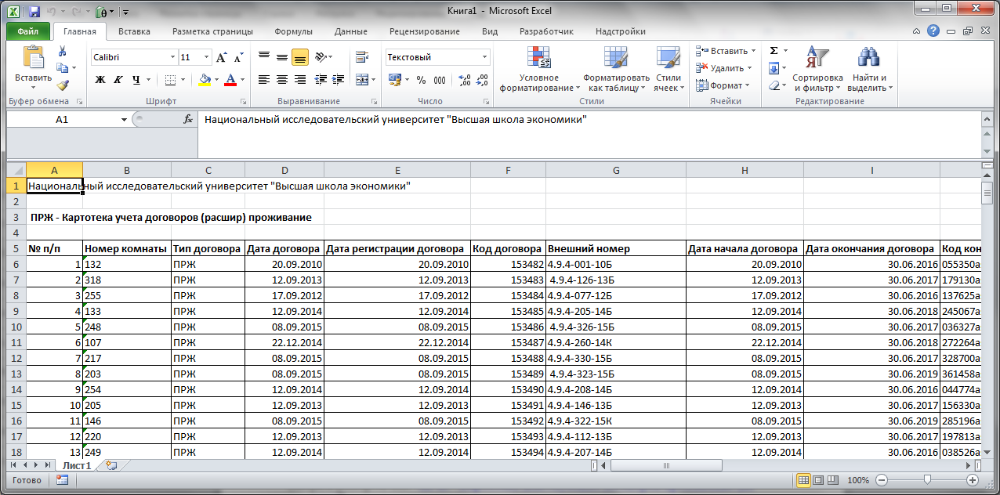 Книга1 - Microsoft Excel
Файл Главная Вставка Разметка страницы Формулы Данные Рецензирование Вид Разработчик Надстройки
Вставить
Буфер обмена
Calibri 11
Ж К Ч
Шрифт
Выравнивание
Текстовый
% 000
Число
Условное форматирование
Форматировать как таблицу
Стили ячеек
Стили
Вставить
Удалить
Формат
Ячейки
Σ
Сортировка и фильтр
Найти и выделить
Редактирование
A1 fx Национальный исследовательский университет "Высшая школа экономики"
A B C D E F G H I
1 Национальный исследовательский университет "Высшая школа экономики"
2
3 ПРЖ - Картотека учета договоров (расшир) проживание
4
5 № п/п Номер комнаты Тип договора Дата договора Дата регистрации договора Код договора Внешний номер Дата начала договора Дата окончания договора Код кон
6 1 132 ПРЖ 20.09.2010 20.09.2010 153482 4.9.4-001-10Б 20.09.2010 30.06.2016 055350а
7 2 318 ПРЖ 12.09.2013 12.09.2013 153483 4.9.4-126-13Б 12.09.2013 30.06.2017 179130а
8 3 255 ПРЖ 17.09.2012 17.09.2012 153484 4.9.4-077-12Б 17.09.2012 30.06.2016 137625а
9 4 133 ПРЖ 12.09.2014 12.09.2014 153485 4.9.4-205-14Б 12.09.2014 30.06.2018 245067а
10 5 248 ПРЖ 08.09.2015 08.09.2015 153486 4.9.4-326-15Б 08.09.2015 30.06.2017 036327а
11 6 107 ПРЖ 22.12.2014 22.12.2014 153487 4.9.4-260-14К 22.12.2014 30.06.2018 272264а
12 7 217 ПРЖ 08.09.2015 08.09.2015 153488 4.9.4-330-15Б 08.09.2015 30.06.2017 328700а
13 8 203 ПРЖ 08.09.2015 08.09.2015 153489 4.9.4-323-15Б 08.09.2015 30.06.2019 361458а
14 9 254 ПРЖ 12.09.2014 12.09.2014 153490 4.9.4-208-14Б 12.09.2014 30.06.2016 044774а
15 10 205 ПРЖ 12.09.2013 12.09.2013 153491 4.9.4-146-13Б 12.09.2013 30.06.2017 156330а
16 11 146 ПРЖ 08.09.2015 08.09.2015 153492 4.9.4-322-15К 08.09.2015 30.06.2019 285196а
17 12 220 ПРЖ 12.09.2013 12.09.2013 153493 4.9.4-112-13Б 12.09.2013 30.06.2017 197813а
18 13 249 ПРЖ 12.09.2014 12.09.2014 153494 4.9.4-207-14Б 12.09.2014 30.06.2016 038526а
Лист1
Готово 100%